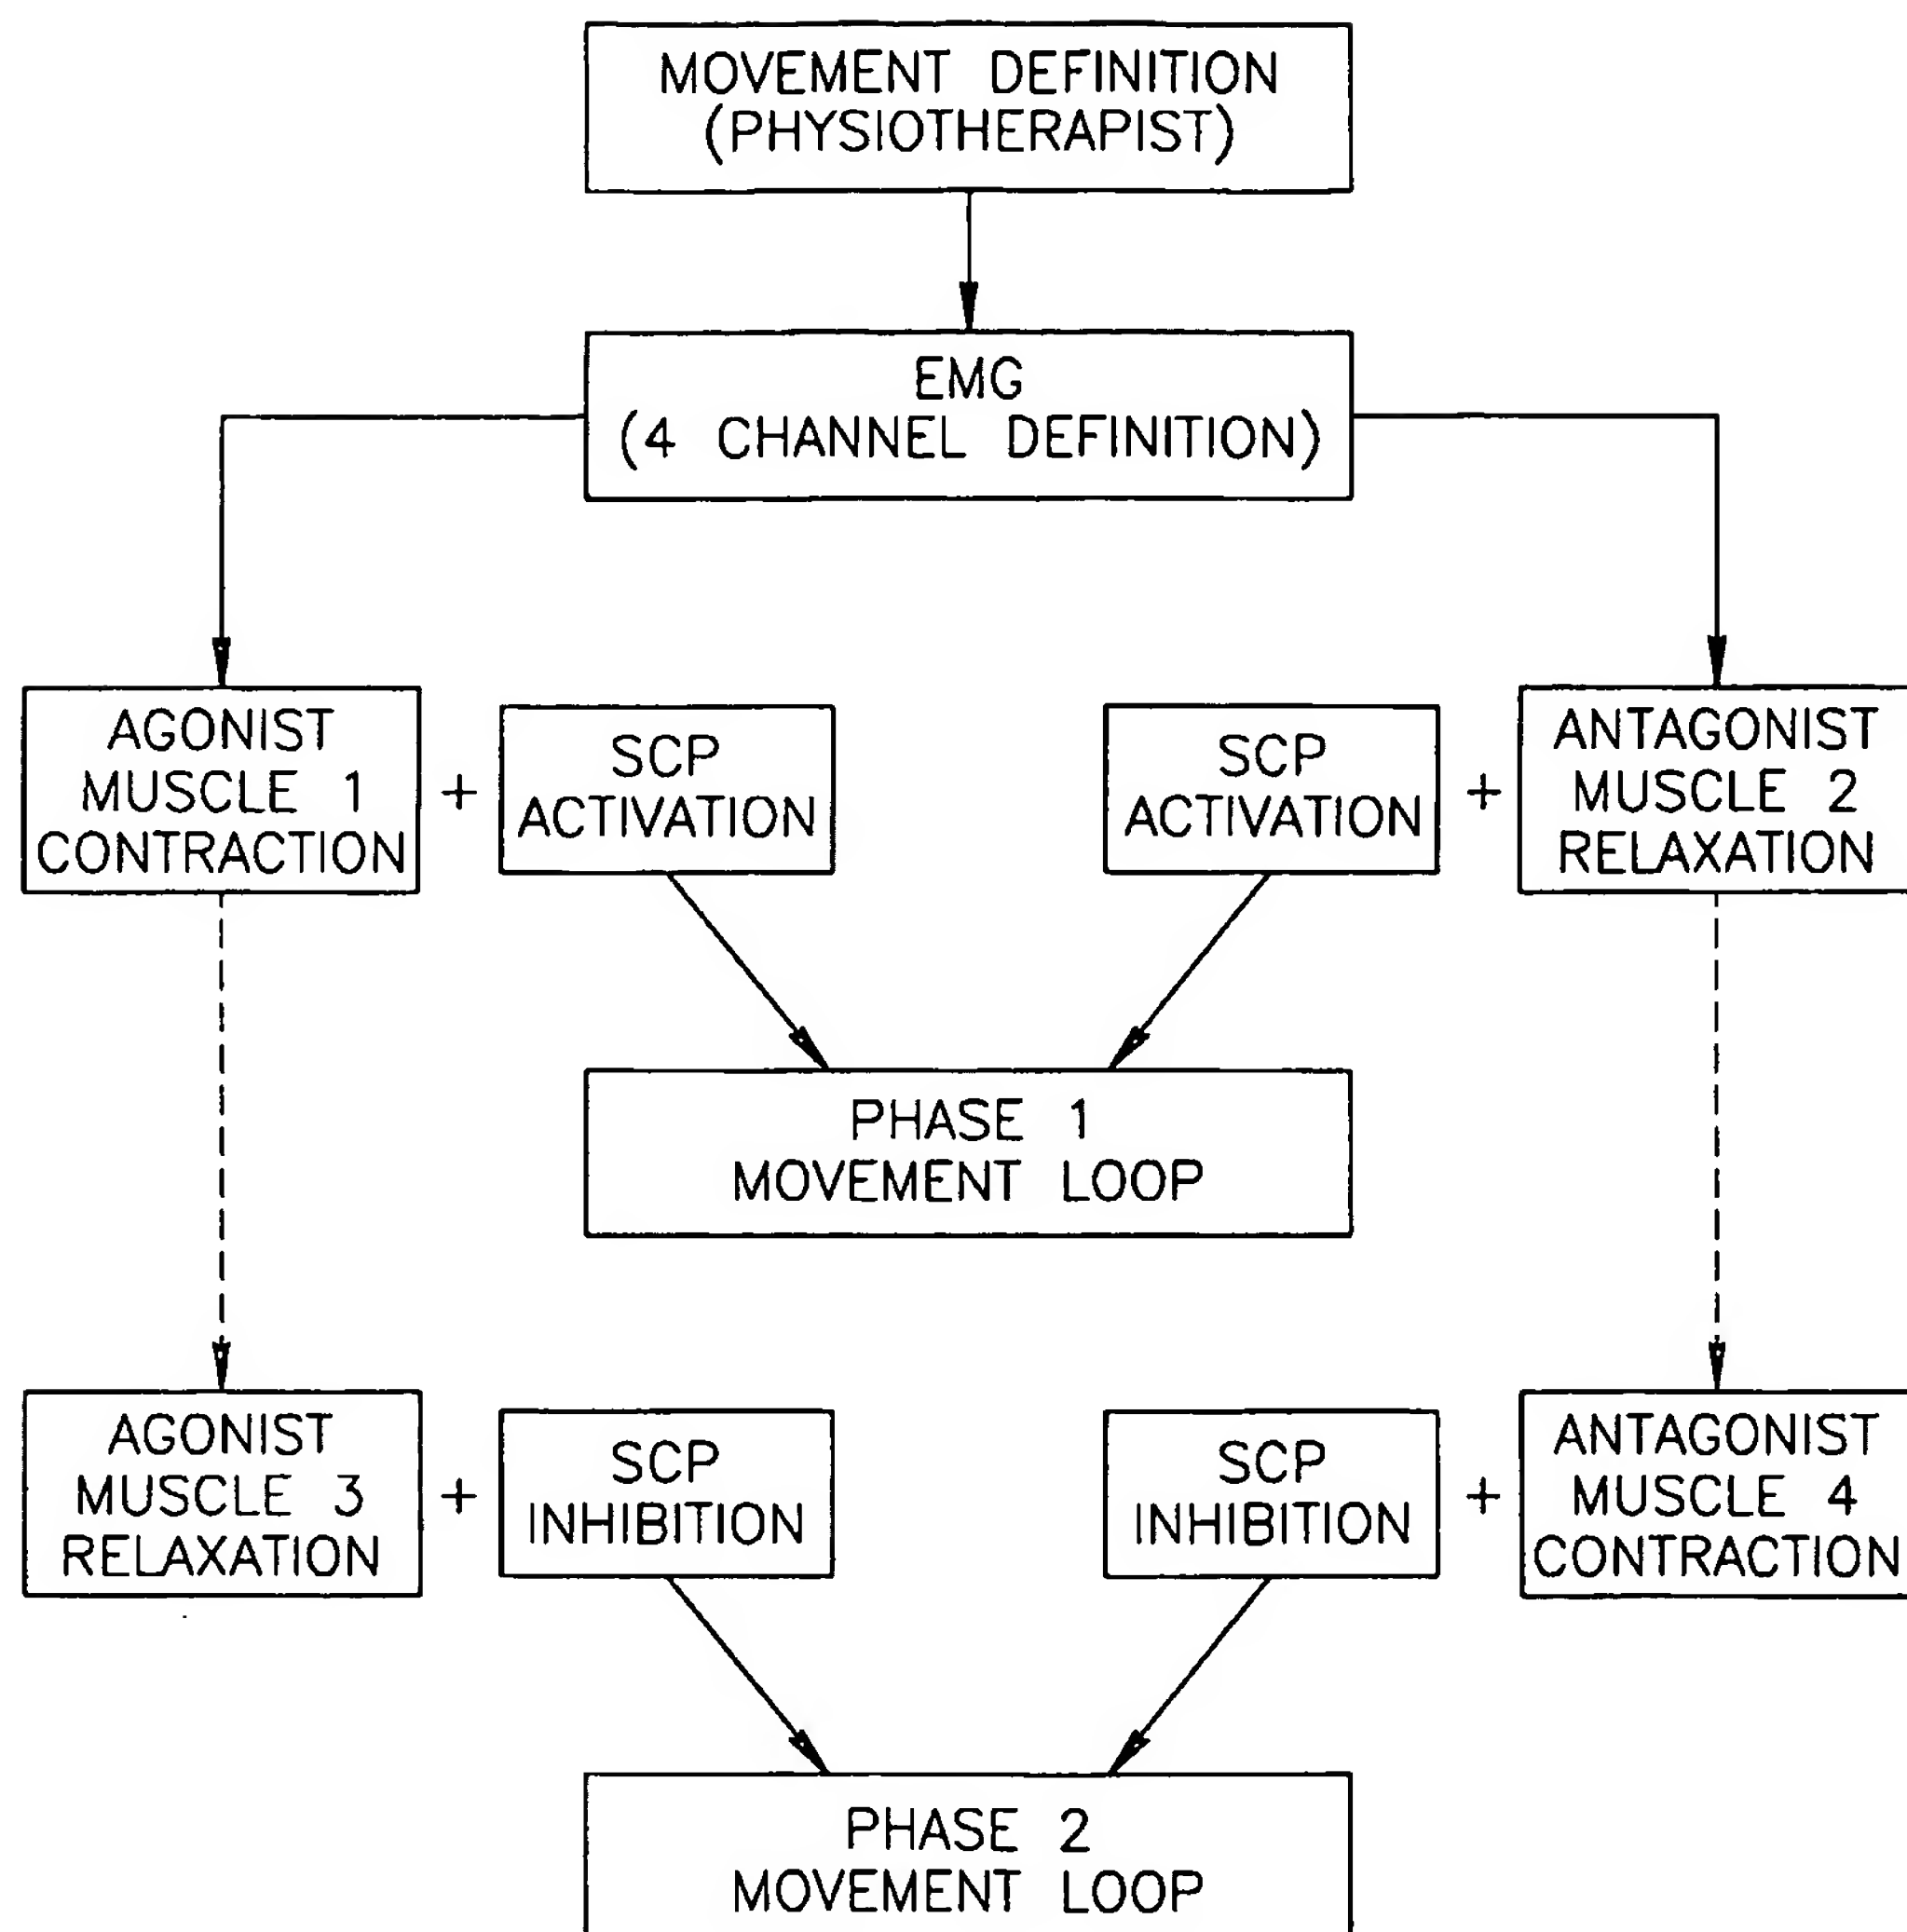 MOVEMENT DEFINITION
(PHYSIOTHERAPIST)
EMG
(4 CHANNEL DEFINITION)
AGONIST
MUSCLE 1
CONTRACTION
+
SCP
ACTIVATION
SCP
ACTIVATION
+
ANTAGONIST
MUSCLE 2
RELAXATION
PHASE 1
MOVEMENT LOOP
AGONIST
MUSCLE 3
RELAXATION
+
SCP
INHIBITION
SCP
INHIBITION
+
ANTAGONIST
MUSCLE 4
CONTRACTION
PHASE 2
MOVEMENT LOOP